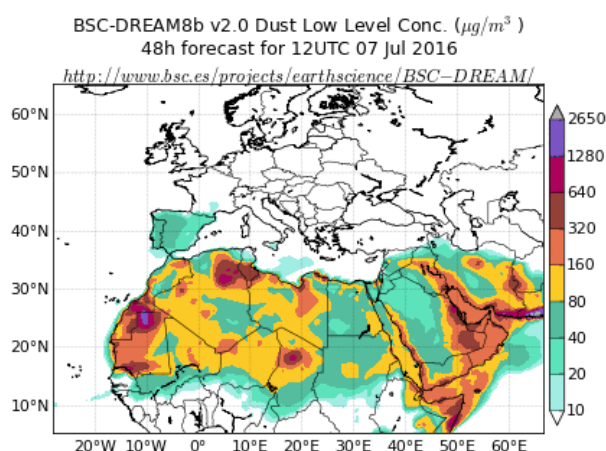 BSC-DREAM8b v2.0 Dust Low Level Conc. (μg/m³ )
48h forecast for 12UTC 07 Jul 2016
http://www.bsc.es/projects/earthscience/BSC−DREAM/
60°N
50°N
40°N
30°N
20°N
10°N
20°W 10°W 0° 10°E 20°E 30°E 40°E 50°E 60°E
2650
1280
640
320
160
80
40
20
10